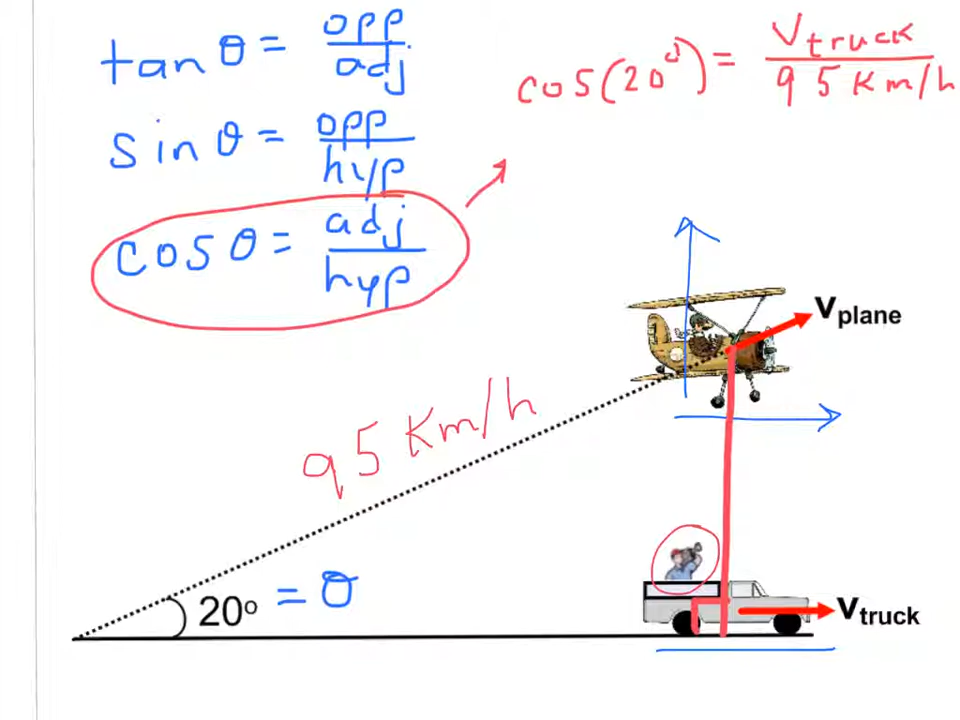 tan θ = opp/adj
cos(20°) = Vtruck/95 Km/h
sin θ = opp/hyp
cos θ = adj/hyp
vplane
95 Km/h
20° = θ
vtruck